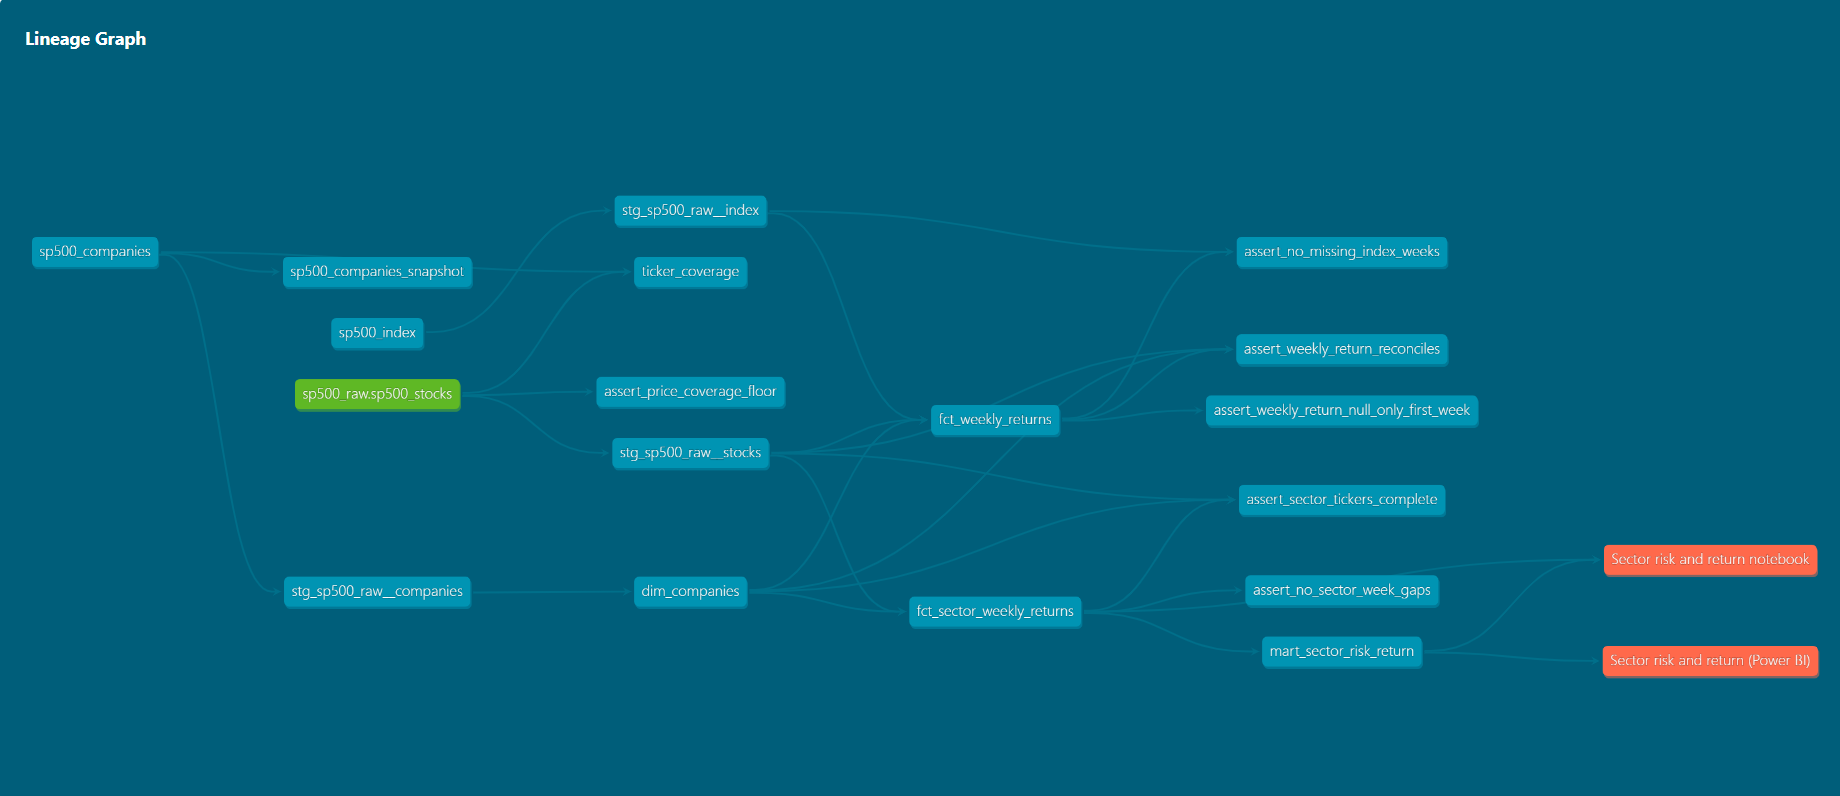 Lineage Graph
sp500_companies
sp500_companies_snapshot
sp500_index
sp500_raw.sp500_stocks
stg_sp500_raw__companies
stg_sp500_raw__index
ticker_coverage
assert_price_coverage_floor
stg_sp500_raw__stocks
dim_companies
fct_weekly_returns
fct_sector_weekly_returns
assert_no_missing_index_weeks
assert_weekly_return_reconciles
assert_weekly_return_null_only_first_week
assert_sector_tickers_complete
assert_no_sector_week_gaps
mart_sector_risk_return
Sector risk and return notebook
Sector risk and return (Power BI)